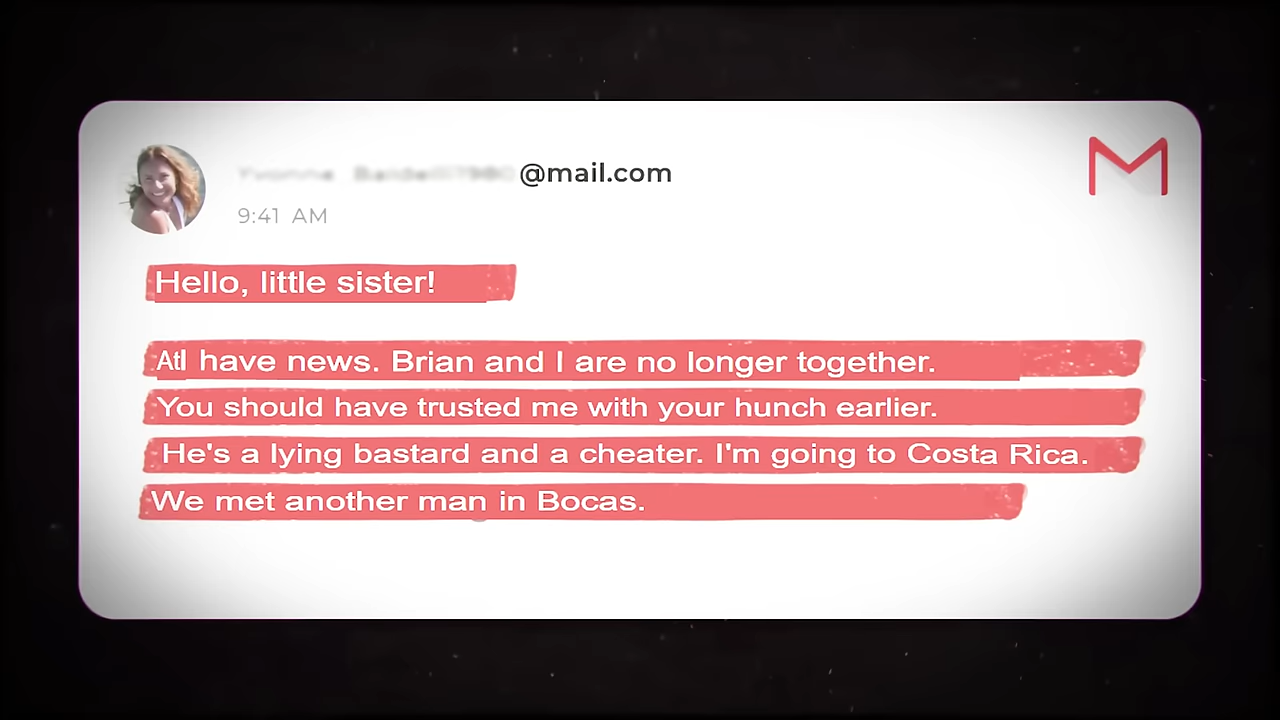 @mail.com
9:41 AM
Hello, little sister!
AtI have news. Brian and I are no longer together.
You should have trusted me with your hunch earlier.
He's a lying bastard and a cheater. I'm going to Costa Rica.
We met another man in Bocas.